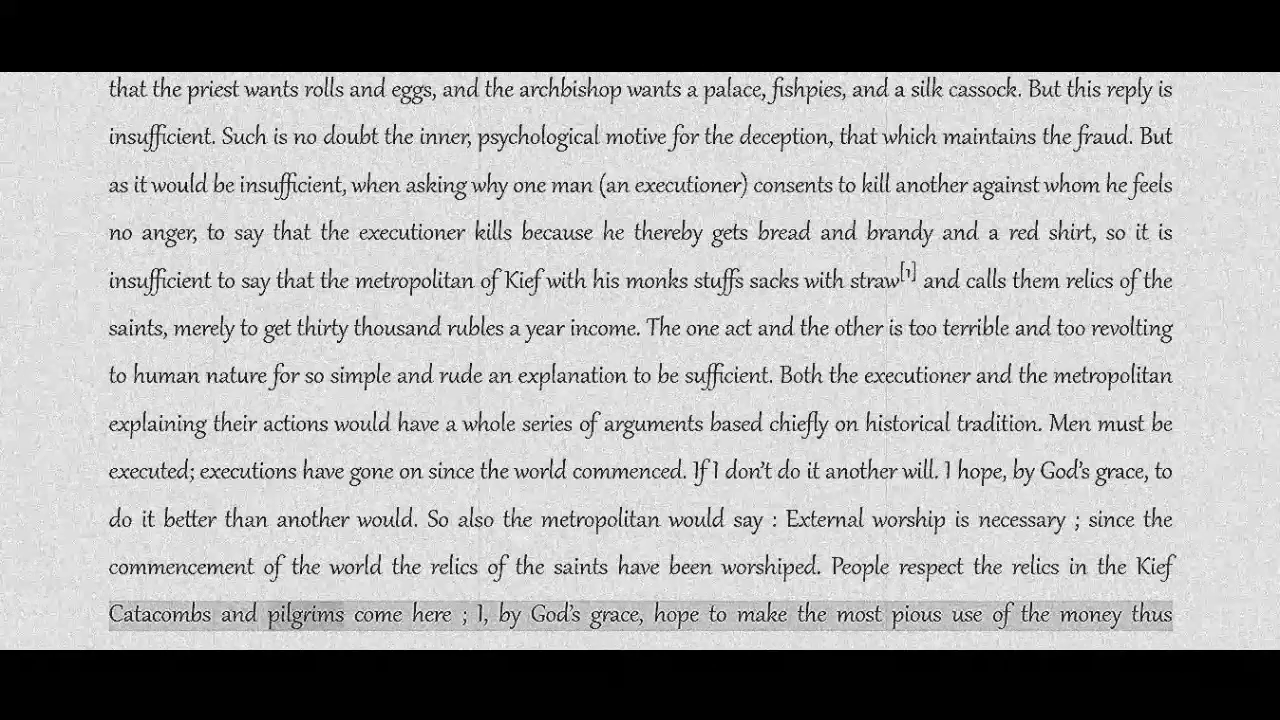 that the priest wants rolls and eggs, and the archbishop wants a palace, fishpies, and a silk cassock. But this reply is
insufficient. Such is no doubt the inner, psychological motive for the deception, that which maintains the fraud. But
as it would be insufficient, when asking why one man (an executioner) consents to kill another against whom he feels
no anger, to say that the executioner kills because he thereby gets bread and brandy and a red shirt, so it is
insufficient to say that the metropolitan of Kief with his monks stuffs sacks with straw[1] and calls them relics of the
saints, merely to get thirty thousand rubles a year income. The one act and the other is too terrible and too revolting
to human nature for so simple and rude an explanation to be sufficient. Both the executioner and the metropolitan
explaining their actions would have a whole series of arguments based chiefly on historical tradition. Men must be
executed; executions have gone on since the world commenced. If I don't do it another will. I hope, by God's grace, to
do it better than another would. So also the metropolitan would say : External worship is necessary ; since the
commencement of the world the relics of the saints have been worshiped. People respect the relics in the Kief
Catacombs and pilgrims come here ; I, by God's grace, hope to make the most pious use of the money thus